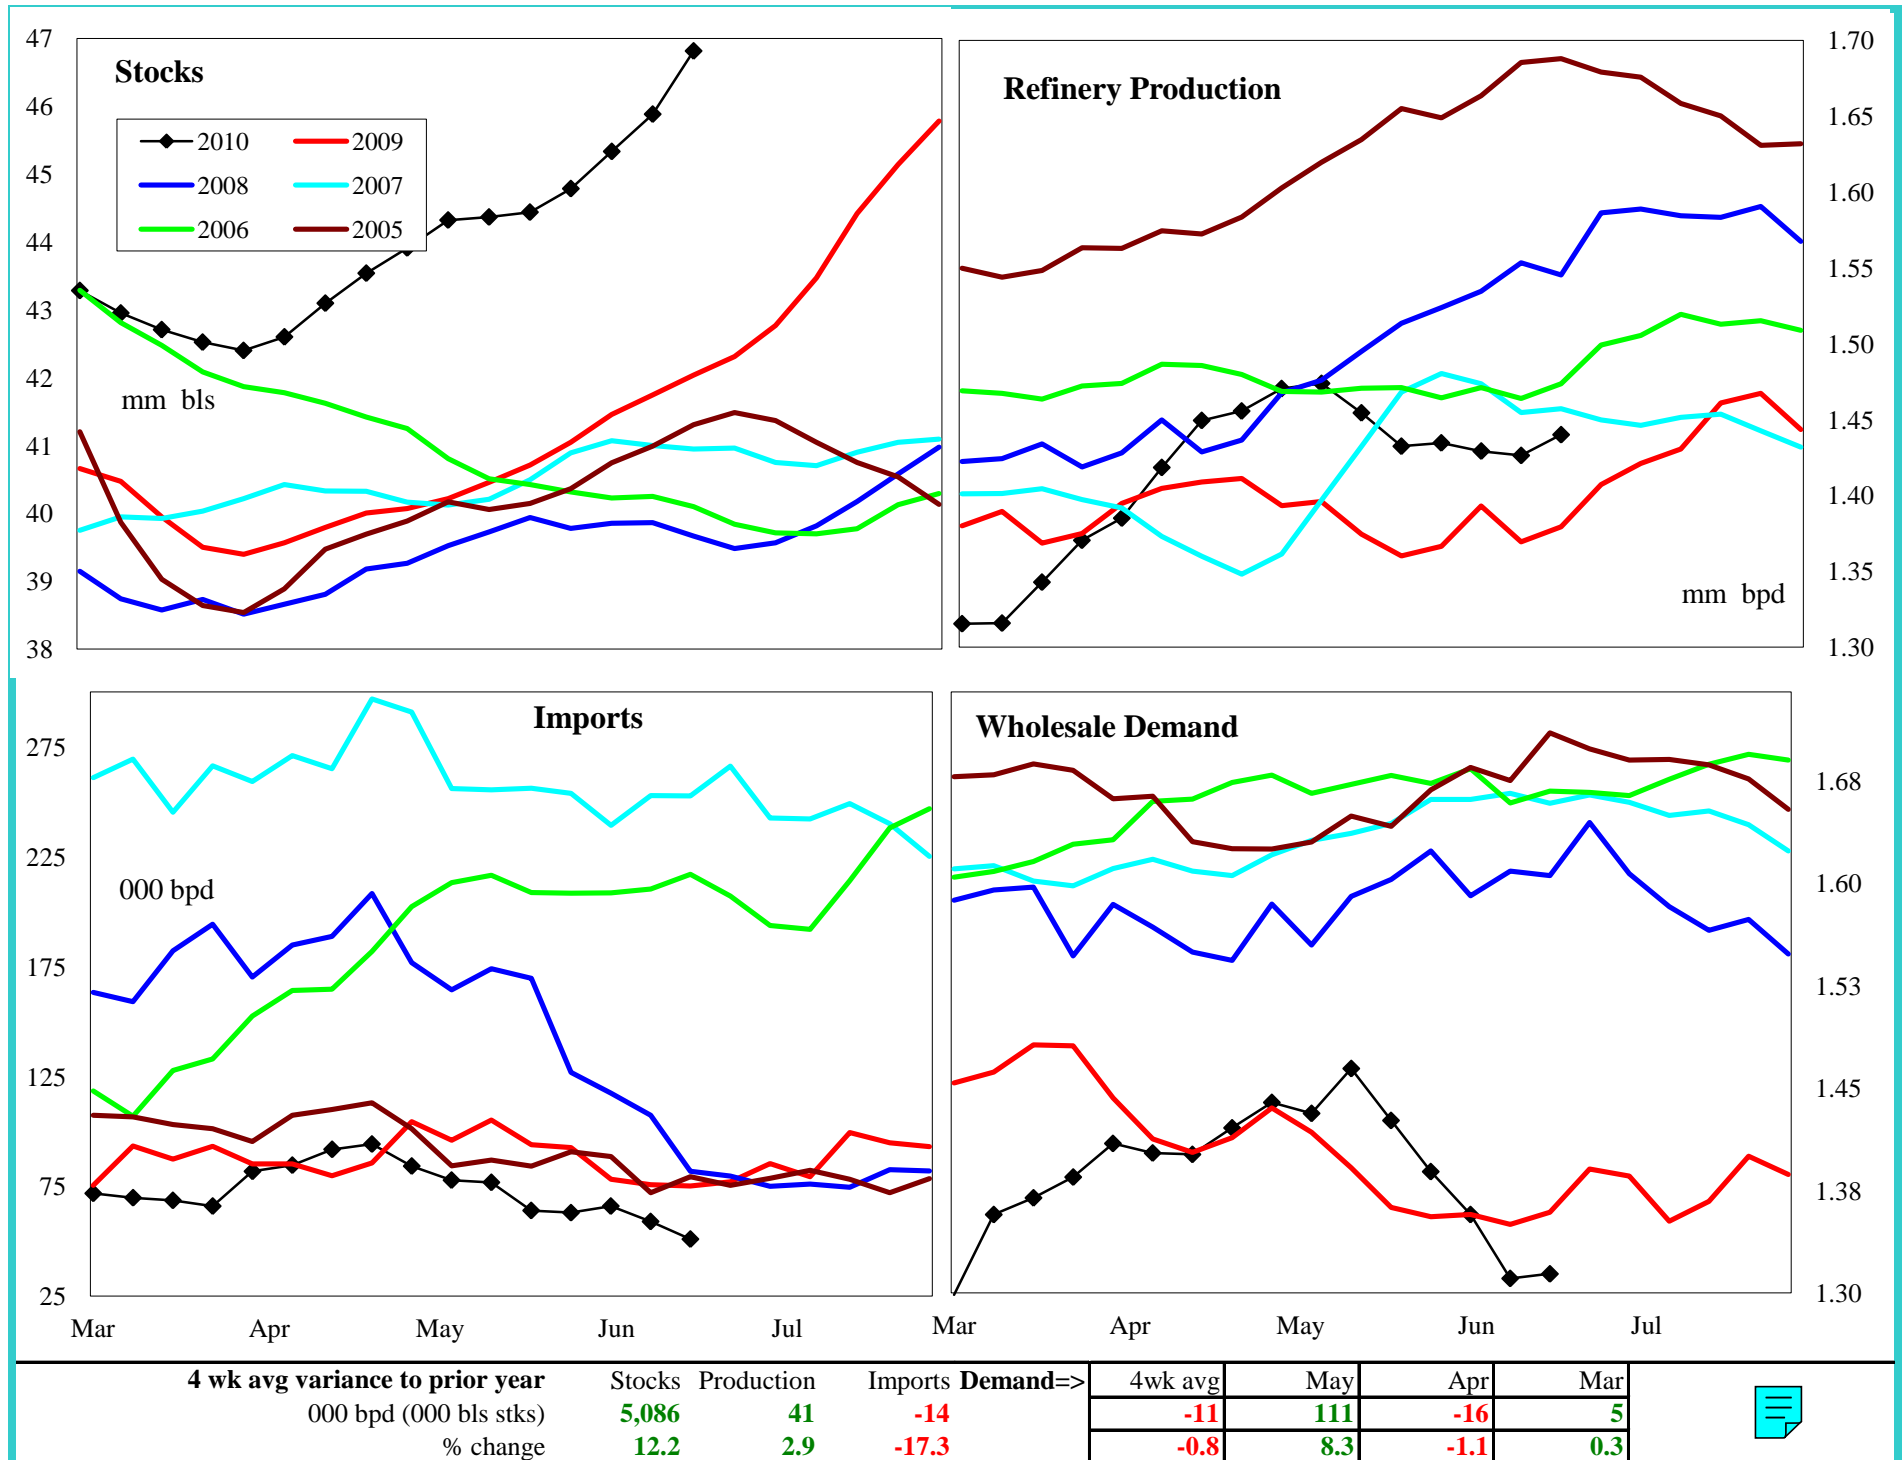 Stocks
47
46
45
44
43
42
41
40
39
38
2010 2009
2008 2007
2006 2005
mm bls
Refinery Production
1.70
1.65
1.60
1.55
1.50
1.45
1.40
1.35
1.30
mm bpd
Imports
275
225
175
125
75
25
000 bpd
Mar Apr May Jun Jul
Wholesale Demand
1.68
1.60
1.53
1.45
1.38
1.30
Mar Apr May Jun Jul
4 wk avg variance to prior year Stocks Production Imports Demand=> 4wk avg May Apr Mar
000 bpd (000 bls stks) 5,086 41 -14 -11 111 -16 5
% change 12.2 2.9 -17.3 -0.8 8.3 -1.1 0.3